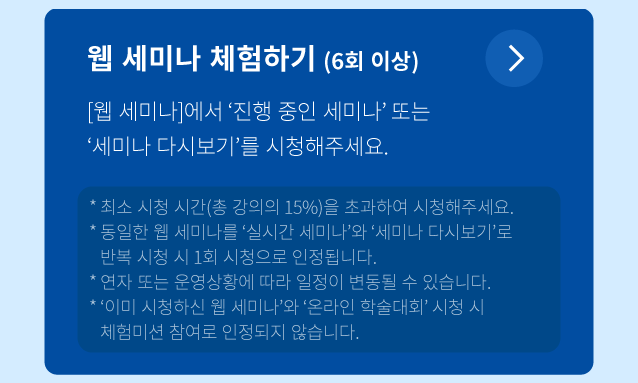 웹 세미나 체험하기 (6회 이상)
[웹 세미나]에서 ‘진행 중인 세미나’ 또는
‘세미나 다시보기’를 시청해주세요.
* 최소 시청 시간(총 강의의 15%)을 초과하여 시청해주세요.
* 동일한 웹 세미나를 ‘실시간 세미나’와 ‘세미나 다시보기’로
반복 시청 시 1회 시청으로 인정됩니다.
* 연자 또는 운영상황에 따라 일정이 변동될 수 있습니다.
* ‘이미 시청하신 웹 세미나’와 ‘온라인 학술대회’ 시청 시
체험미션 참여로 인정되지 않습니다.